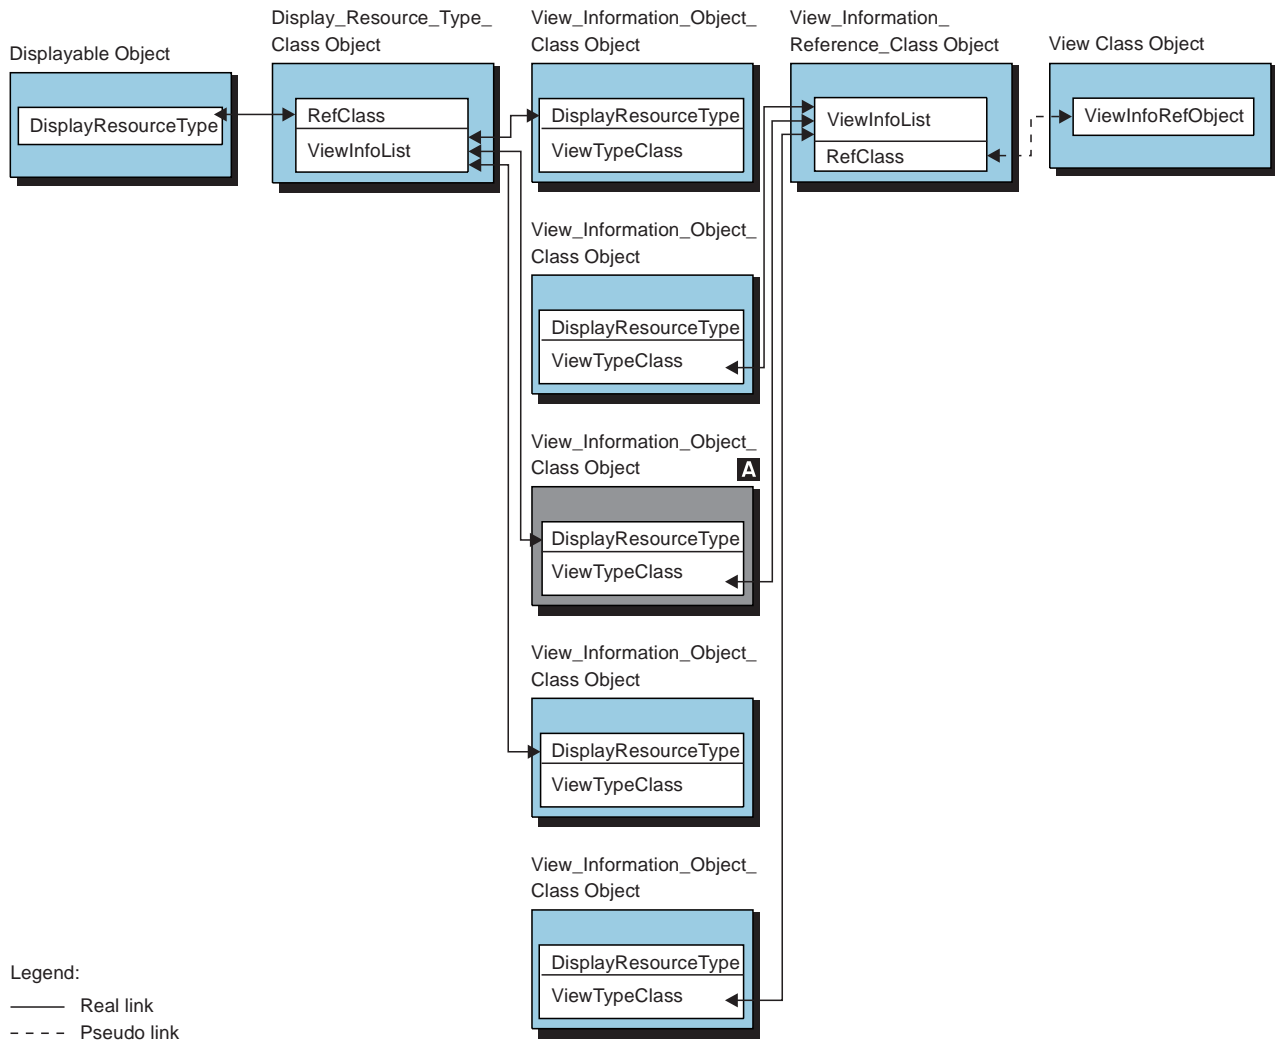 Displayable Object
DisplayResourceType
Display_Resource_Type_
Class Object
RefClass
ViewInfoList
View_Information_Object_
Class Object
DisplayResourceType
ViewTypeClass
View_Information_
Reference_Class Object
ViewInfoList
RefClass
View Class Object
ViewInfoRefObject
View_Information_Object_
Class Object
DisplayResourceType
ViewTypeClass
View_Information_Object_
Class Object
A
DisplayResourceType
ViewTypeClass
View_Information_Object_
Class Object
DisplayResourceType
ViewTypeClass
View_Information_Object_
Class Object
DisplayResourceType
ViewTypeClass
Legend:
Real link
Pseudo link